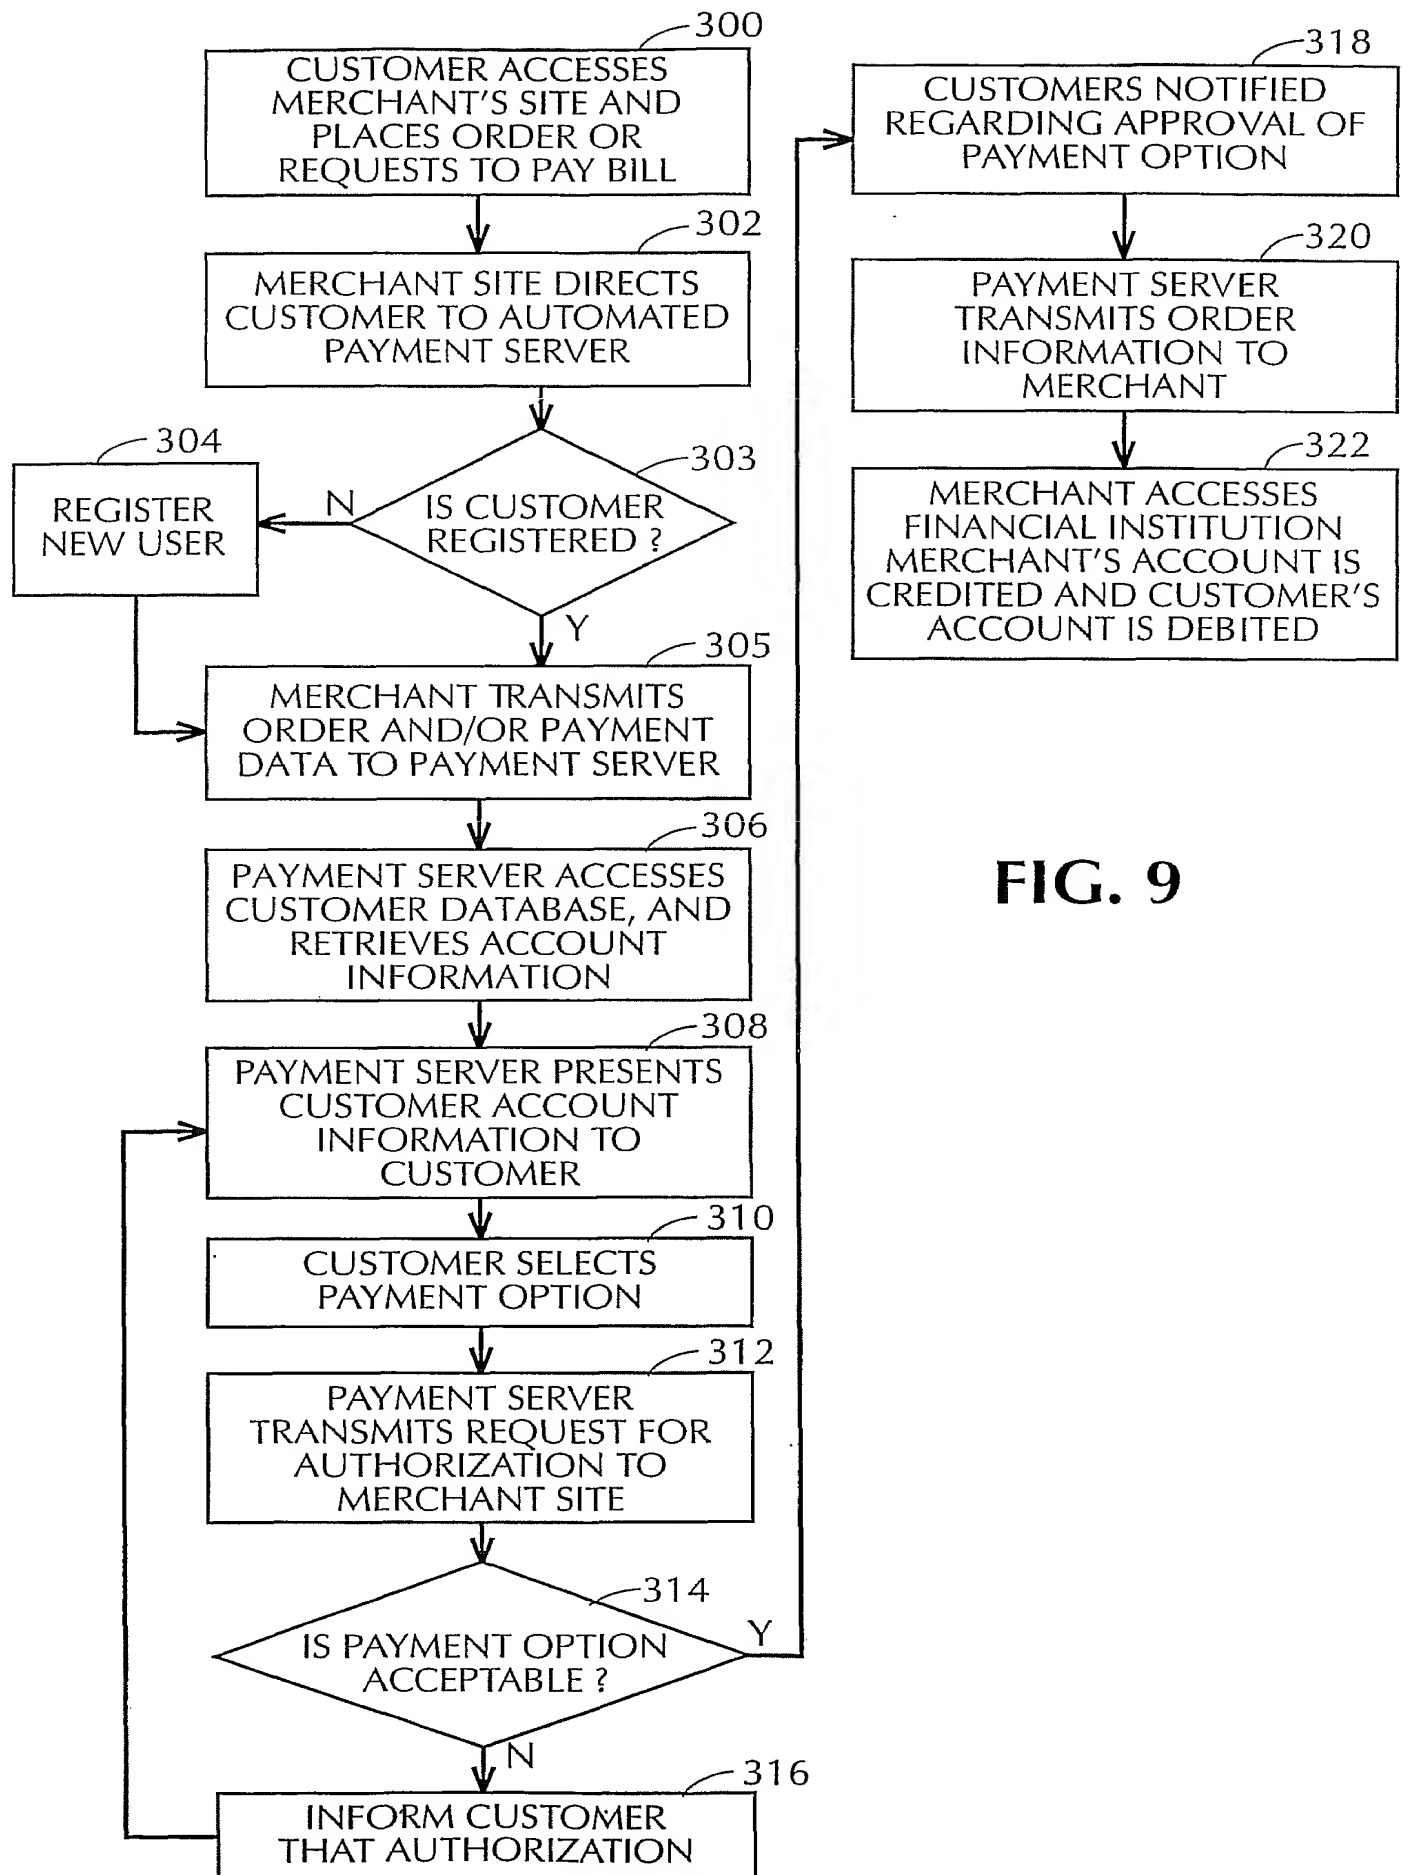 300
CUSTOMER ACCESSES
MERCHANT'S SITE AND
PLACES ORDER OR
REQUESTS TO PAY BILL
302
MERCHANT SITE DIRECTS
CUSTOMER TO AUTOMATED
PAYMENT SERVER
303
IS CUSTOMER
REGISTERED ?
N
Y
304
REGISTER
NEW USER
305
MERCHANT TRANSMITS
ORDER AND/OR PAYMENT
DATA TO PAYMENT SERVER
306
PAYMENT SERVER ACCESSES
CUSTOMER DATABASE, AND
RETRIEVES ACCOUNT
INFORMATION
308
PAYMENT SERVER PRESENTS
CUSTOMER ACCOUNT
INFORMATION TO
CUSTOMER
310
CUSTOMER SELECTS
PAYMENT OPTION
312
PAYMENT SERVER
TRANSMITS REQUEST FOR
AUTHORIZATION TO
MERCHANT SITE
314
IS PAYMENT OPTION
ACCEPTABLE ?
Y
N
316
INFORM CUSTOMER
THAT AUTHORIZATION
318
CUSTOMERS NOTIFIED
REGARDING APPROVAL OF
PAYMENT OPTION
320
PAYMENT SERVER
TRANSMITS ORDER
INFORMATION TO
MERCHANT
322
MERCHANT ACCESSES
FINANCIAL INSTITUTION
MERCHANT'S ACCOUNT IS
CREDITED AND CUSTOMER'S
ACCOUNT IS DEBITED
FIG. 9